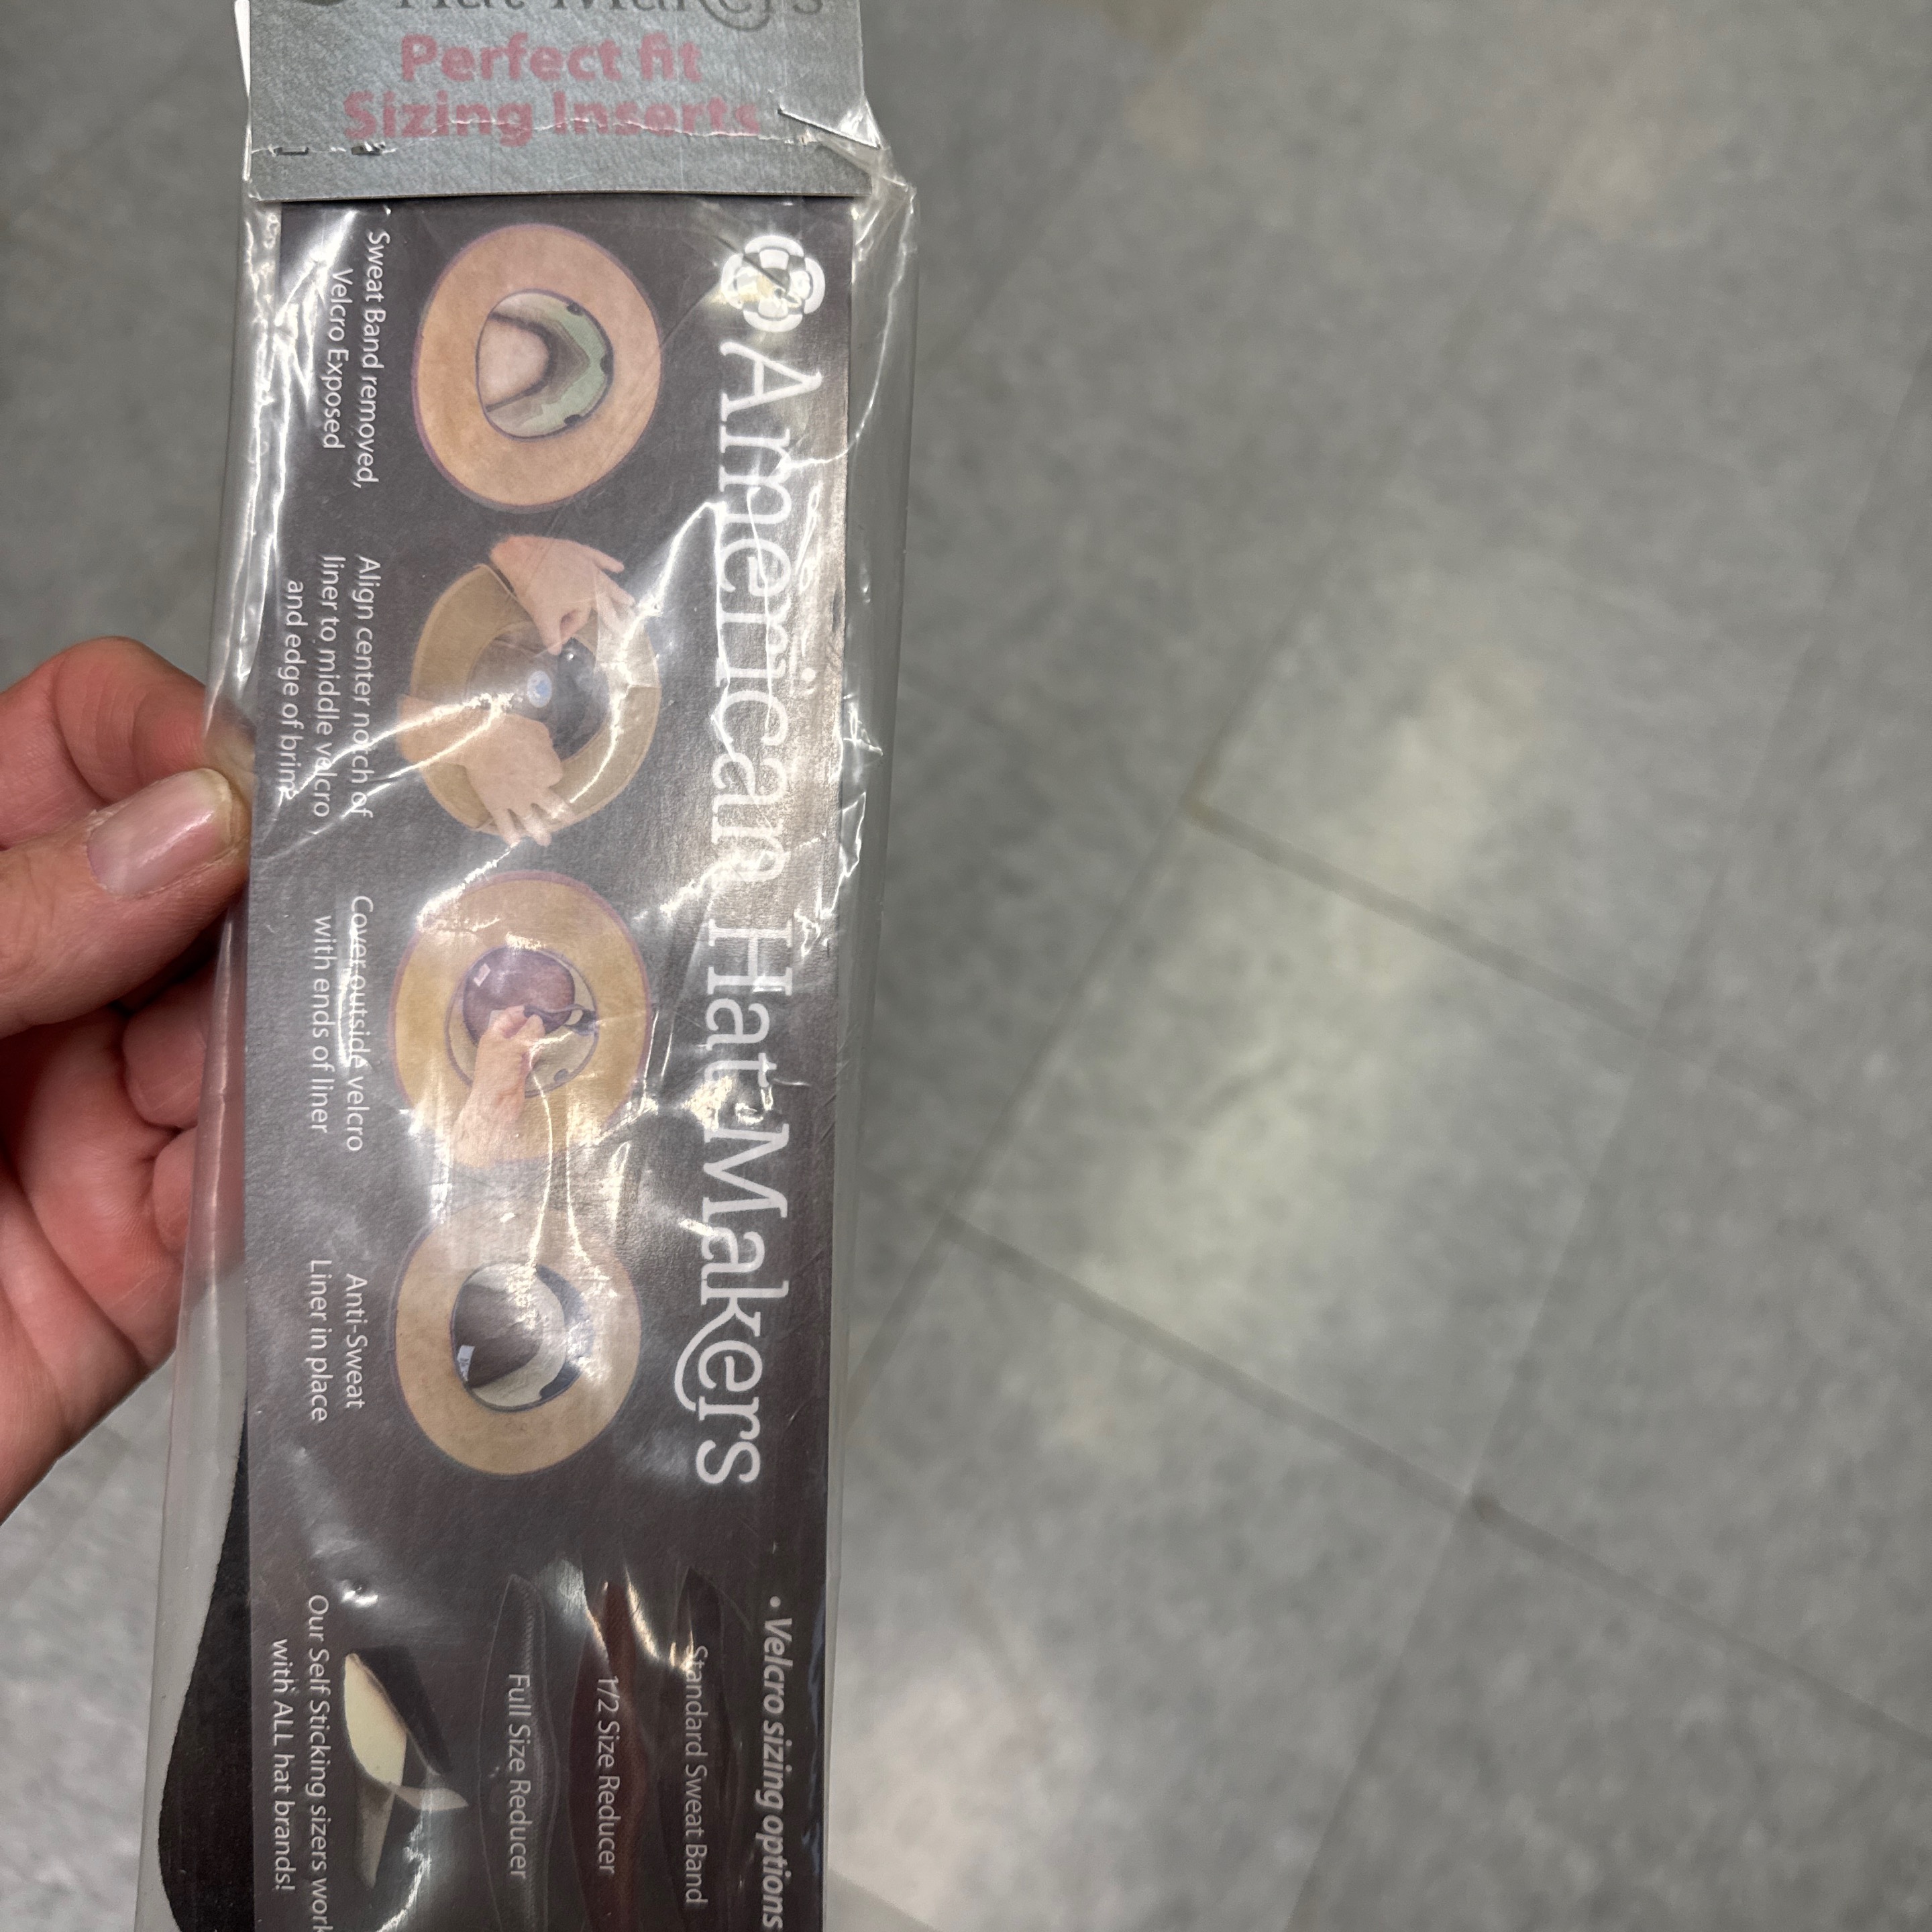 Hat Makers
Perfect fit
Sizing Inserts
American Hat Makers
Sweat Band removed,
Velcro Exposed
Align center notch of
liner to middle velcro
and edge of brim
Cover outside velcro
with ends of liner
Anti-Sweat
Liner in place
• Velcro sizing options
Standard Sweat Band
1/2 Size Reducer
Full Size Reducer
Our Self Sticking sizers work
with ALL hat brands!